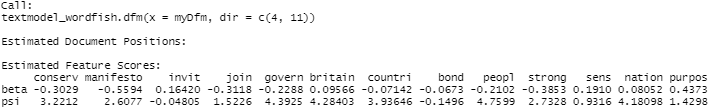 Call:
textmodel_wordfish.dfm(x = myDfm, dir = c(4, 11))
Estimated Document Positions:
Estimated Feature Scores:
conserv manifesto invit join govern britain countri bond peopl strong sens nation purpos
beta -0.3029 -0.5594 0.16420 -0.3118 -0.2288 0.09566 -0.07142 -0.0673 -0.2102 -0.3853 0.1910 0.08052 0.4373
psi 3.2212 2.6077 -0.04805 1.5226 4.3925 4.28403 3.93646 -0.1496 4.7599 2.7328 0.9316 4.18098 1.4298